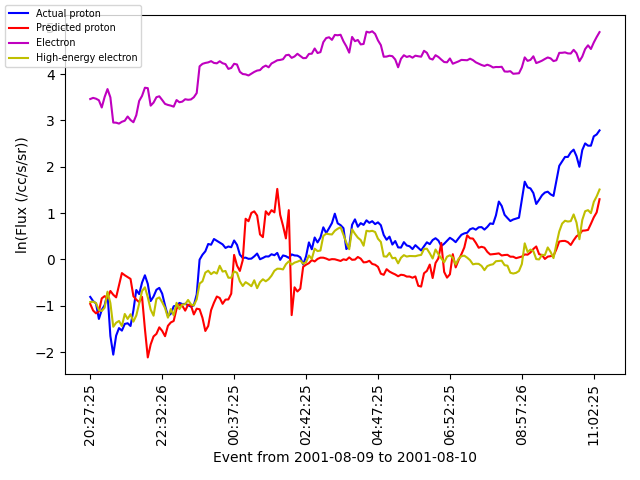 Actual proton
Predicted proton
Electron
High-energy electron
ln(Flux (/cc/s/sr))
4
3
2
1
0
−1
−2
20:27:25
22:32:26
00:37:25
02:42:25
04:47:25
06:52:25
08:57:26
11:02:25
Event from 2001-08-09 to 2001-08-10